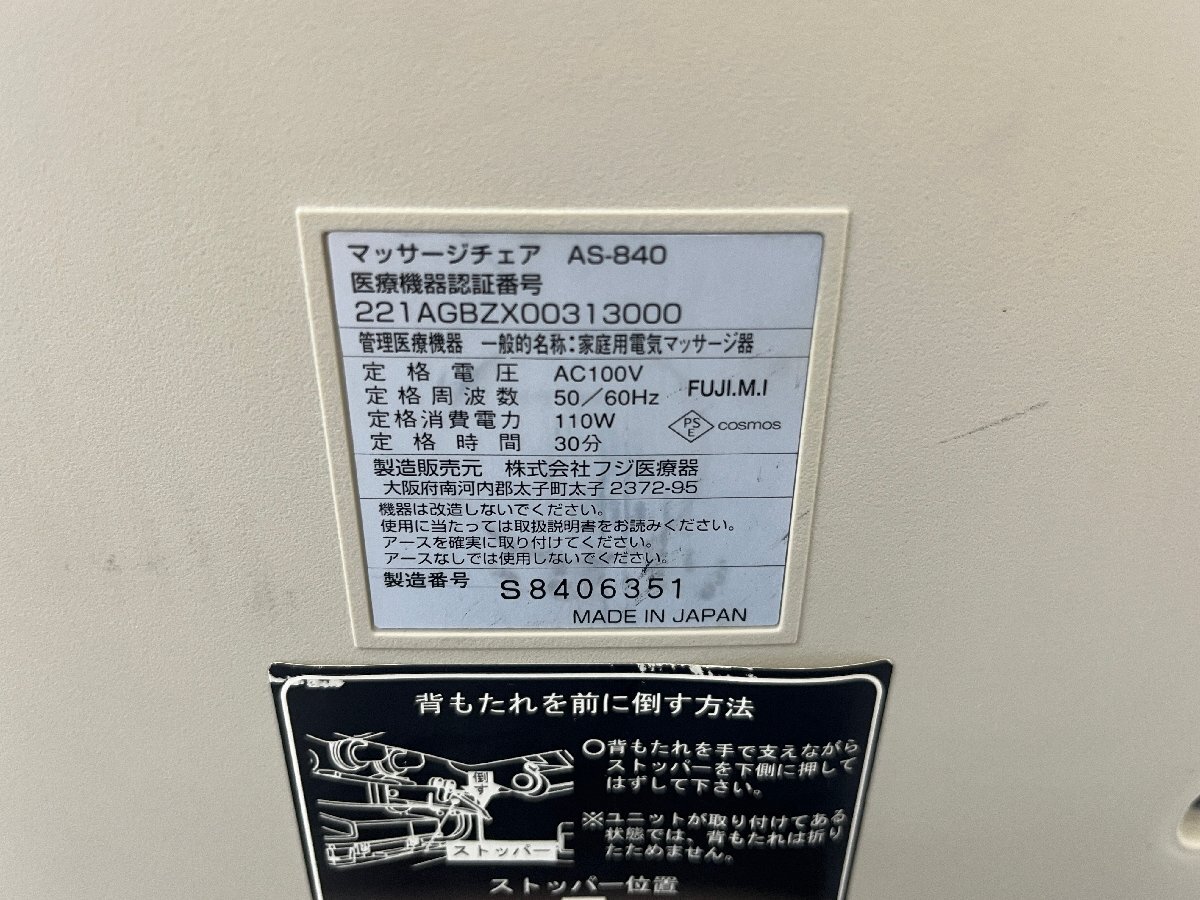 マッサージチェア AS-840
医療機器認証番号
221AGBZX00313000
管理医療機器 一般的名称：家庭用電気マッサージ器
定格電圧 AC100V
定格周波数 50／60Hz
定格消費電力 110W
定格時間 30分
FUJI.M.I
PS
E
cosmos
製造販売元 株式会社フジ医療器
大阪府南河内郡太子町太子 2372-95
機器は改造しないでください。
使用に当たっては取扱説明書をお読みください。
アースを確実に取り付けてください。
アースなしでは使用しないでください。
製造番号 S8406351
MADE IN JAPAN
背もたれを前に倒す方法
倒す
ストッパー
○背もたれを手で支えながら
ストッパーを下側に押して
はずして下さい。
※ユニットが取り付けてある
状態では、背もたれは折り
たためません。
ストッパー位置